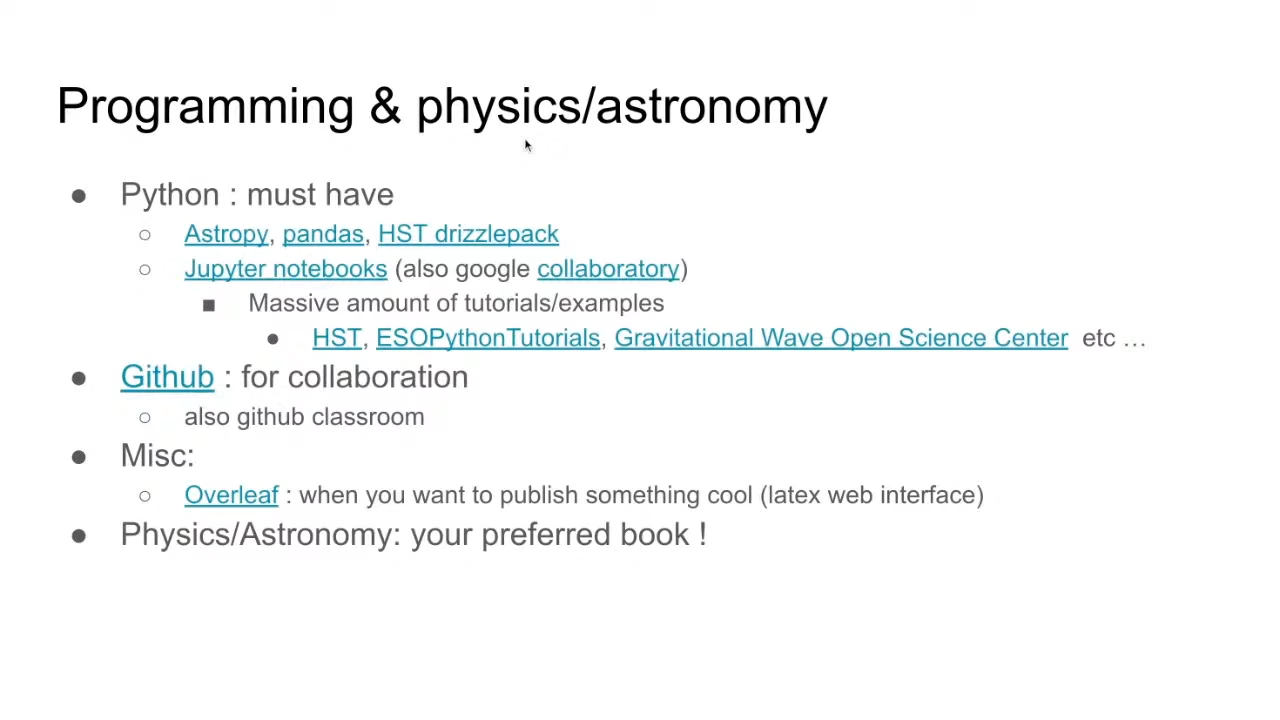 Programming & physics/astronomy
● Python : must have
○ Astropy, pandas, HST drizzlepack
○ Jupyter notebooks (also google collaboratory)
■ Massive amount of tutorials/examples
● HST, ESOPythonTutorials, Gravitational Wave Open Science Center etc …
● Github : for collaboration
○ also github classroom
● Misc:
○ Overleaf : when you want to publish something cool (latex web interface)
● Physics/Astronomy: your preferred book !